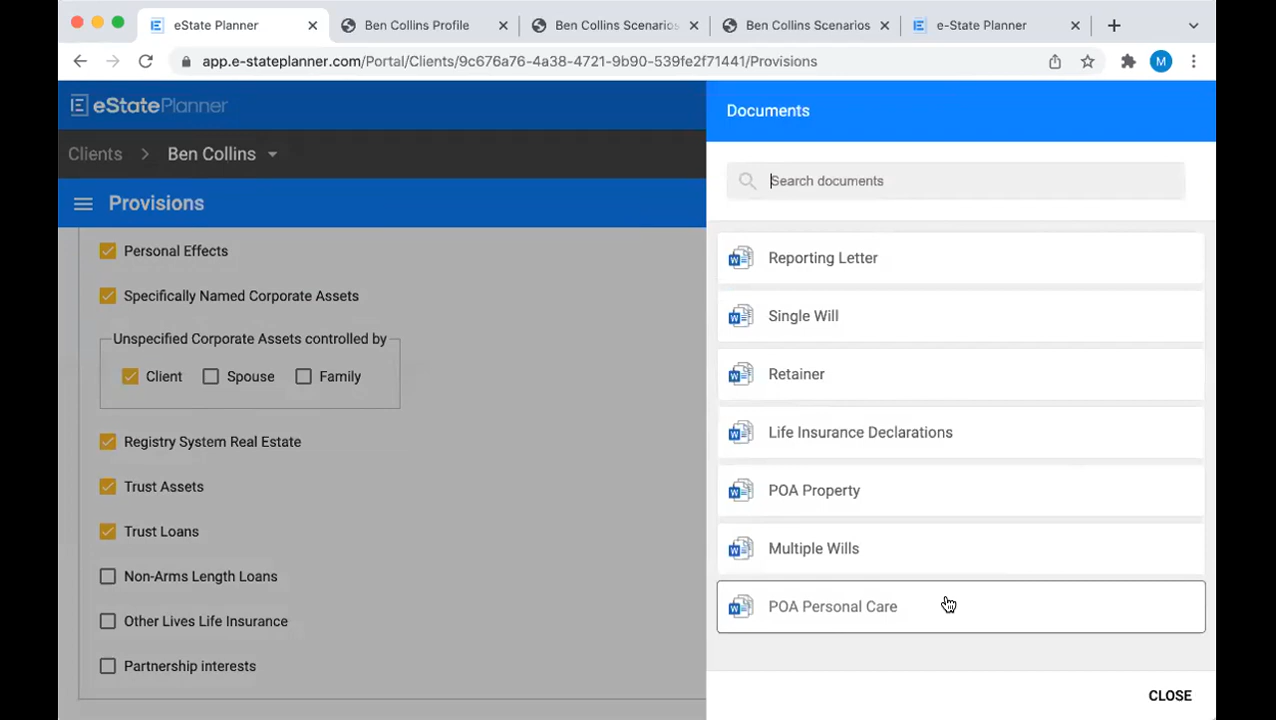 eState Planner
Ben Collins Profile
Ben Collins Scenarios
Ben Collins Scenarios
e-State Planner
app.e-stateplanner.com/Portal/Clients/9c676a76-4a38-4721-9b90-539fe2f71441/Provisions
M
eStatePlanner
Clients > Ben Collins
Provisions
Personal Effects
Specifically Named Corporate Assets
Unspecified Corporate Assets controlled by
Client Spouse Family
Registry System Real Estate
Trust Assets
Trust Loans
Non-Arms Length Loans
Other Lives Life Insurance
Partnership interests
Documents
Search documents
W Reporting Letter
W Single Will
W Retainer
W Life Insurance Declarations
W POA Property
W Multiple Wills
W POA Personal Care
CLOSE